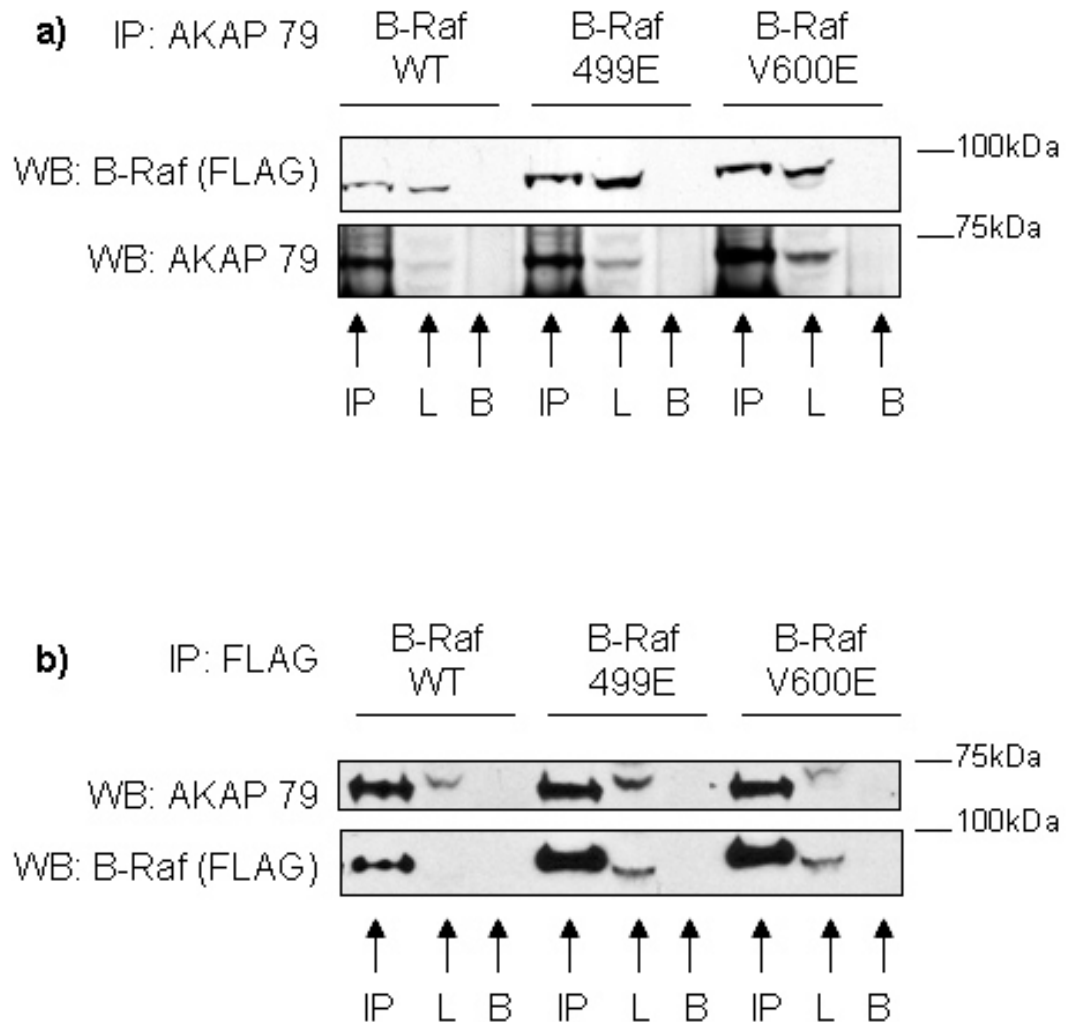 a) IP: AKAP 79
B-Raf WT
B-Raf 499E
B-Raf V600E
WB: B-Raf (FLAG)
100kDa
WB: AKAP 79
75kDa
IP L B IP L B IP L B
b) IP: FLAG
B-Raf WT
B-Raf 499E
B-Raf V600E
WB: AKAP 79
75kDa
WB: B-Raf (FLAG)
100kDa
IP L B IP L B IP L B